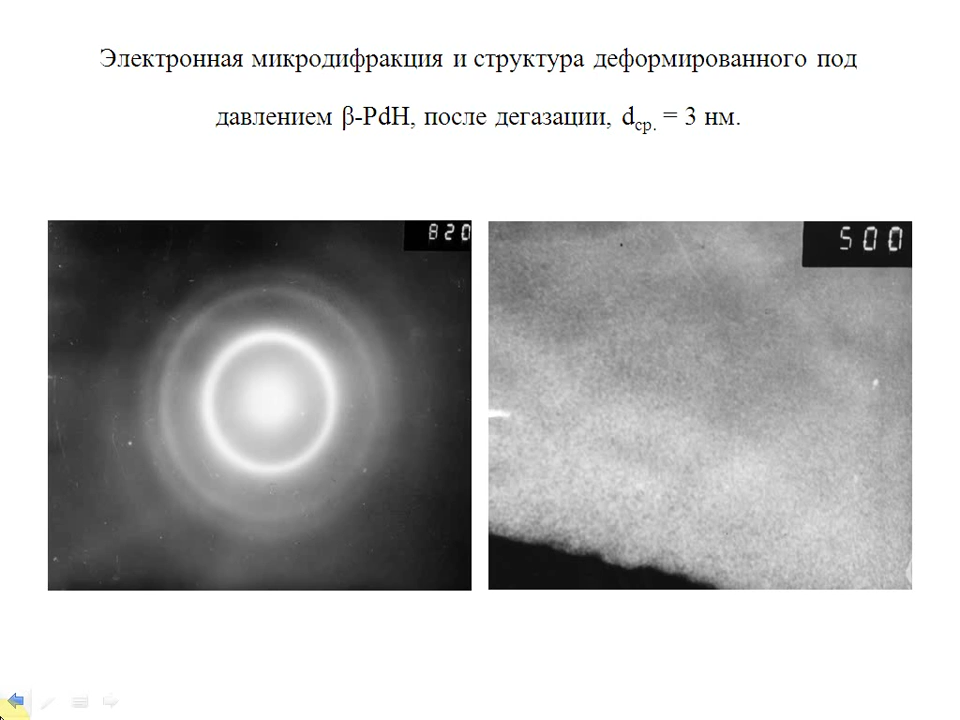 Электронная микродифракция и структура деформированного под
давлением β-PdH, после дегазации, dср. = 3 нм.
820
500